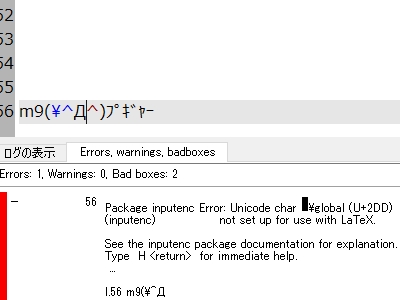 52
53
54
55
56 m9(¥^Д^)ﾌﾟｷﾞｬｰ
ログの表示 Errors, warnings, badboxes
Errors: 1, Warnings: 0, Bad boxes: 2
56 Package inputenc Error: Unicode char ¥global (U+2DD)
(inputenc) not set up for use with LaTeX.
See the inputenc package documentation for explanation.
Type H <return> for immediate help.
...
l.56 m9(¥^Д